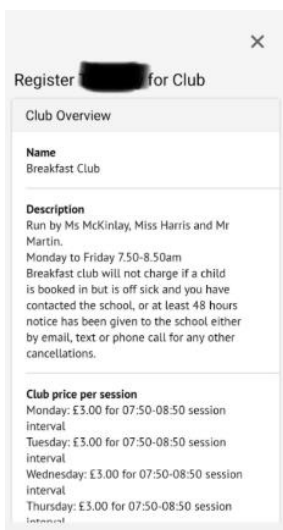 Register for Club
Club Overview
Name
Breakfast Club
Description
Run by Ms McKinlay, Miss Harris and Mr
Martin.
Monday to Friday 7.50-8.50am
Breakfast club will not charge if a child
is booked in but is off sick and you have
contacted the school, or at least 48 hours
notice has been given to the school either
by email, text or phone call for any other
cancellations.
Club price per session
Monday: £3.00 for 07:50-08:50 session
interval
Tuesday: £3.00 for 07:50-08:50 session
interval
Wednesday: £3.00 for 07:50-08:50 session
interval
Thursday: £3.00 for 07:50-08:50 session